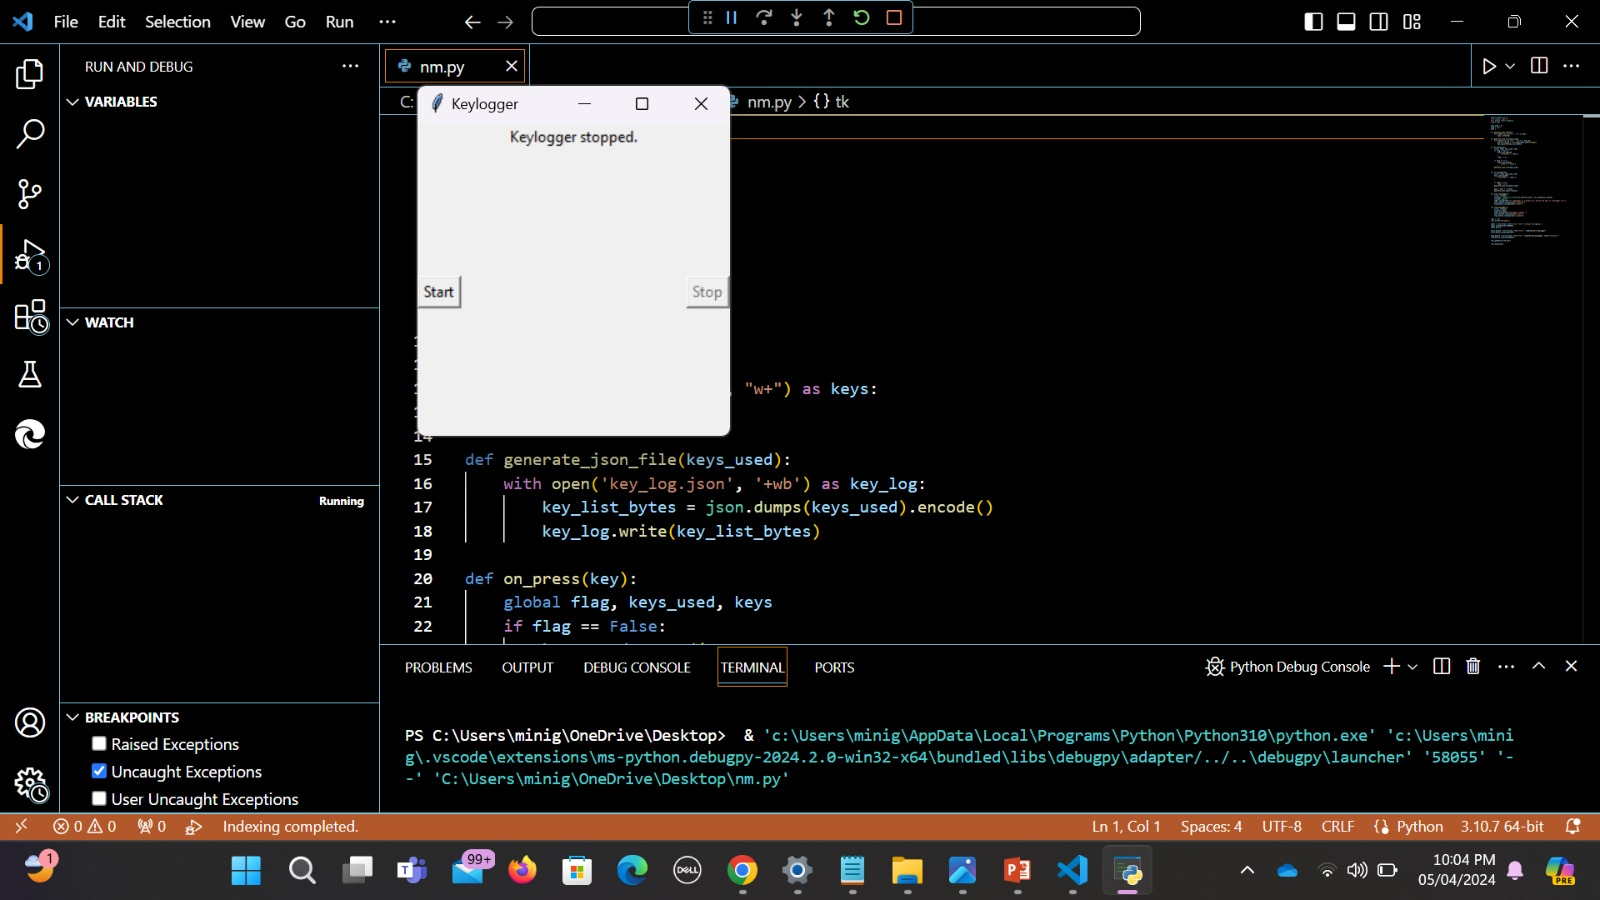 File Edit Selection View Go Run ···
RUN AND DEBUG
VARIABLES
WATCH
CALL STACK
Running
BREAKPOINTS
Raised Exceptions
Uncaught Exceptions
User Uncaught Exceptions
nm.py
C:
nm.py > {} tk
Keylogger
Keylogger stopped.
Start
Stop
"w+") as keys:
14
15 def generate_json_file(keys_used):
16 with open('key_log.json', '+wb') as key_log:
17 key_list_bytes = json.dumps(keys_used).encode()
18 key_log.write(key_list_bytes)
19
20 def on_press(key):
21 global flag, keys_used, keys
22 if flag == False:
PROBLEMS OUTPUT DEBUG CONSOLE TERMINAL PORTS
Python Debug Console
PS C:\Users\minig\OneDrive\Desktop> & 'c:\Users\minig\AppData\Local\Programs\Python\Python310\python.exe' 'c:\Users\mini
g\.vscode\extensions\ms-python.debugpy-2024.2.0-win32-x64\bundled\libs\debugpy\adapter/../..\debugpy\launcher' '58055' '-
-' 'C:\Users\minig\OneDrive\Desktop\nm.py'
0 0 0 Indexing completed.
Ln 1, Col 1 Spaces: 4 UTF-8 CRLF Python 3.10.7 64-bit
1
1
99+
DELL
10:04 PM
05/04/2024
PRE